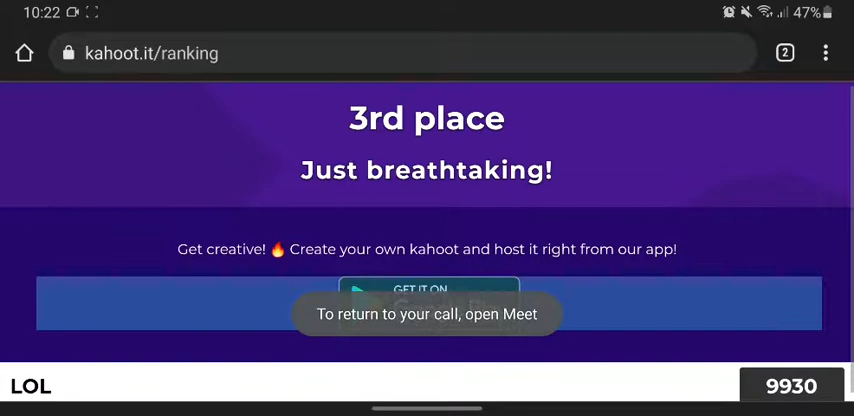 10:22
47%
kahoot.it/ranking
2
3rd place
Just breathtaking!
Get creative! 🔥 Create your own kahoot and host it right from our app!
GET IT ON
To return to your call, open Meet
LOL
9930